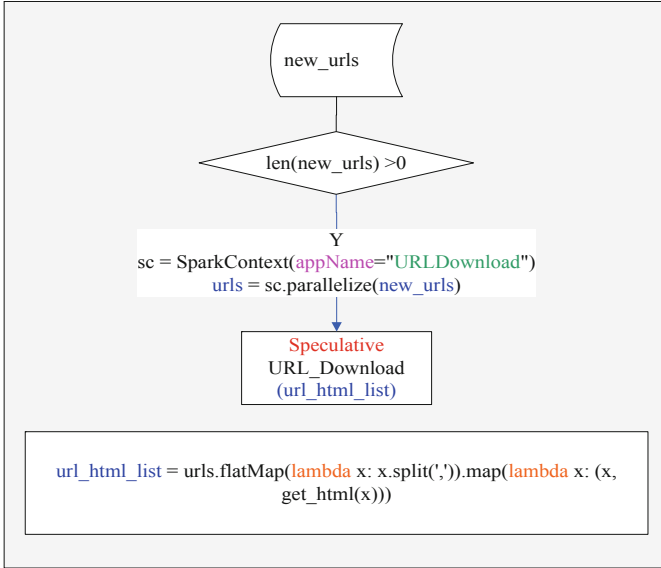 new_urls
len(new_urls) >0
Y
sc = SparkContext(appName="URLDownload")
urls = sc.parallelize(new_urls)
Speculative
URL_Download
(url_html_list)
url_html_list = urls.flatMap(lambda x: x.split(',')).map(lambda x: (x,
get_html(x)))